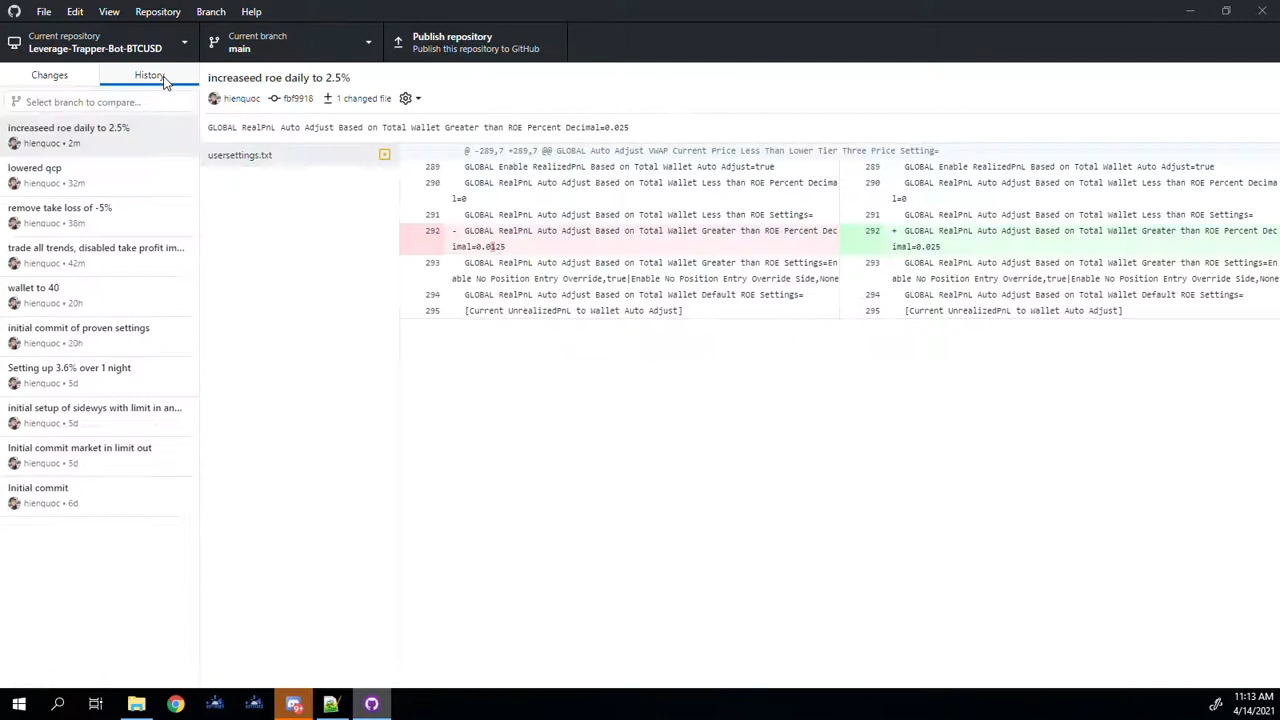 File Edit View Repository Branch Help
Current repository
Leverage-Trapper-Bot-BTCUSD
Current branch
main
Publish repository
Publish this repository to GitHub
Changes
History
Select branch to compare...
increaseed roe daily to 2.5%
hienquoc • 2m
lowered qcp
hienquoc • 32m
remove take loss of -5%
hienquoc • 38m
trade all trends, disabled take profit im...
hienquoc • 42m
wallet to 40
hienquoc • 20h
initial commit of proven settings
hienquoc • 20h
Setting up 3.6% over 1 night
hienquoc • 5d
initial setup of sidewys with limit in an...
hienquoc • 5d
Initial commit market in limit out
hienquoc • 5d
Initial commit
hienquoc • 6d
increaseed roe daily to 2.5%
hienquoc fbf9918 1 changed file
GLOBAL RealPnL Auto Adjust Based on Total Wallet Greater than ROE Percent Decimal=0.025
usersettings.txt
@ -289,7 +289,7 @@ GLOBAL Auto Adjust VWAP Current Price Less Than Lower Tier Three Price Setting=
289 GLOBAL Enable RealizedPnL Based on Total Wallet Auto Adjust=true
290 GLOBAL RealPnL Auto Adjust Based on Total Wallet Less than ROE Percent Decima
l=0
291 GLOBAL RealPnL Auto Adjust Based on Total Wallet Less than ROE Settings=
292 - GLOBAL RealPnL Auto Adjust Based on Total Wallet Greater than ROE Percent Dec
imal=0.0125
293 GLOBAL RealPnL Auto Adjust Based on Total Wallet Greater than ROE Settings=En
able No Position Entry Override,true|Enable No Position Entry Override Side,None
294 GLOBAL RealPnL Auto Adjust Based on Total Wallet Default ROE Settings=
295 [Current UnrealizedPnL to Wallet Auto Adjust]
289 GLOBAL Enable RealizedPnL Based on Total Wallet Auto Adjust=true
290 GLOBAL RealPnL Auto Adjust Based on Total Wallet Less than ROE Percent Decima
l=0
291 GLOBAL RealPnL Auto Adjust Based on Total Wallet Less than ROE Settings=
292 + GLOBAL RealPnL Auto Adjust Based on Total Wallet Greater than ROE Percent Dec
imal=0.025
293 GLOBAL RealPnL Auto Adjust Based on Total Wallet Greater than ROE Settings=En
able No Position Entry Override,true|Enable No Position Entry Override Side,None
294 GLOBAL RealPnL Auto Adjust Based on Total Wallet Default ROE Settings=
295 [Current UnrealizedPnL to Wallet Auto Adjust]
11:13 AM
4/14/2021